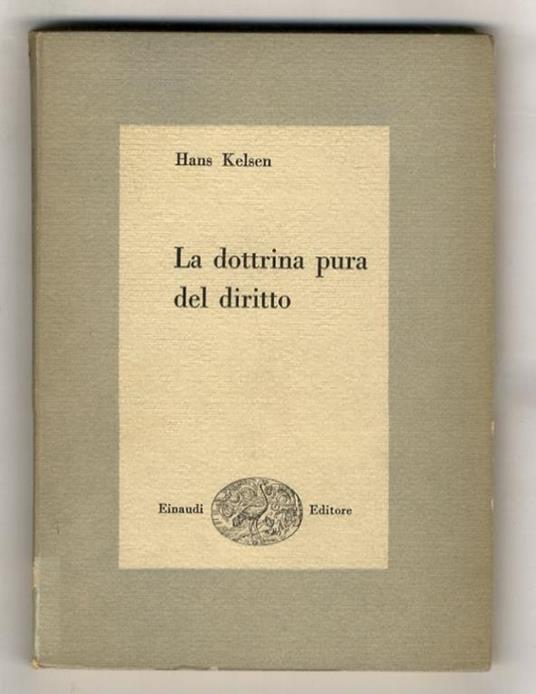 Hans Kelsen
La dottrina pura
del diritto
Einaudi Editore